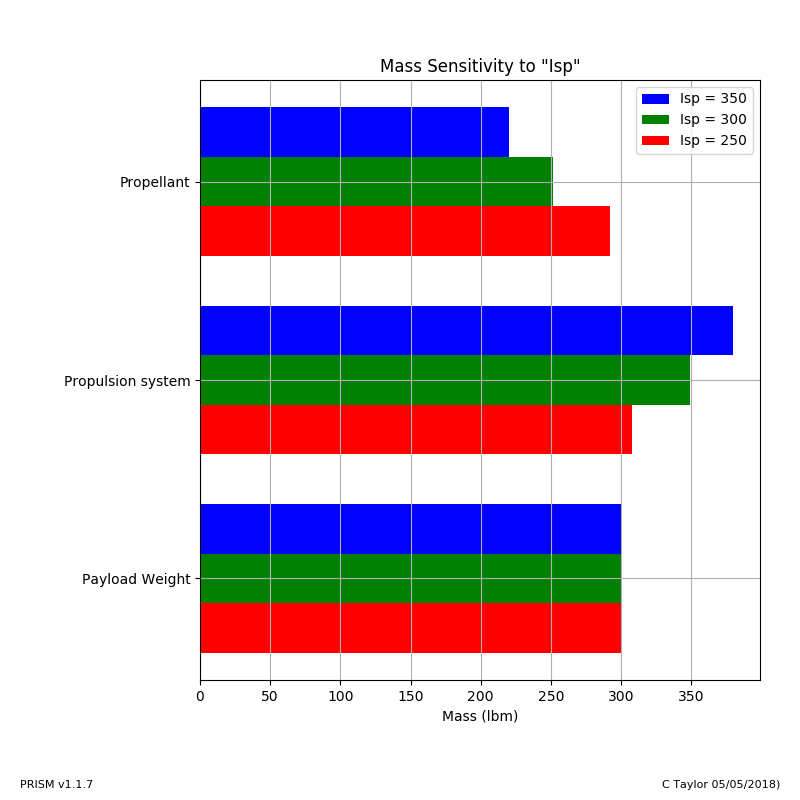 Mass Sensitivity to "Isp"
Isp = 350
Isp = 300
Isp = 250
Propellant
Propulsion system
Payload Weight
0 50 100 150 200 250 300 350
Mass (lbm)
PRISM v1.1.7
C Taylor 05/05/2018)